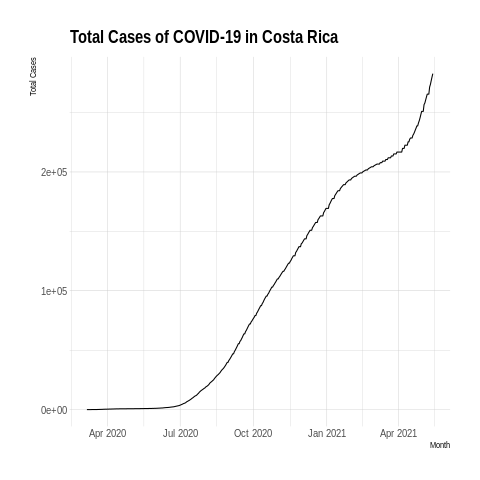 Total Cases of COVID-19 in Costa Rica
Total Cases
2e+05
1e+05
0e+00
Apr 2020 Jul 2020 Oct 2020 Jan 2021 Apr 2021
Month